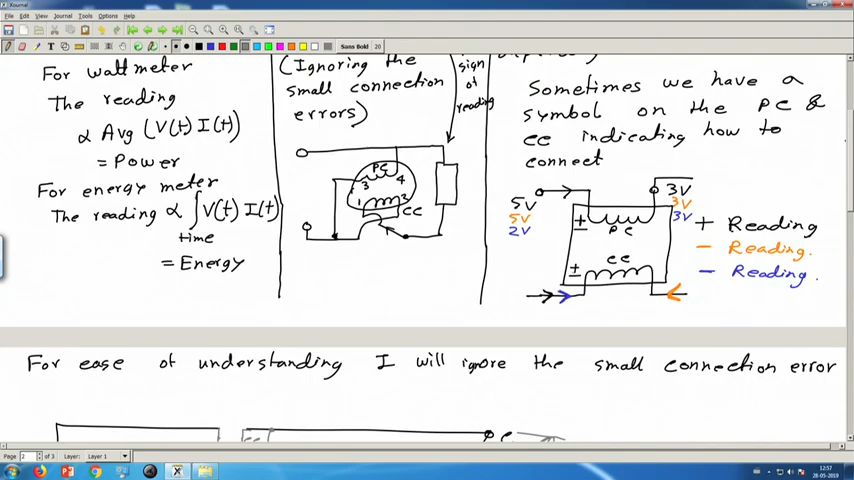 Xournal
File Edit View Journal Tools Options Help
Sans Bold 20
For wattmeter
The reading
∝ Avg (V(t) I(t))
= Power
For energy meter
The reading ∝ ∫ V(t) I(t)
time
= Energy
(Ignoring the
small connection
errors)
sign
of
reading
PC
3 4
1 2
CC
Sometimes we have a
symbol on the PC &
CC indicating how to
connect
5V 3V
5V 3V
2V 3V
± PC
± CC
+ Reading
- Reading.
- Reading.
For ease of understanding I will ignore the small connection error
Page 2 of 3 Layer: Layer 1
12:57
28-05-2019